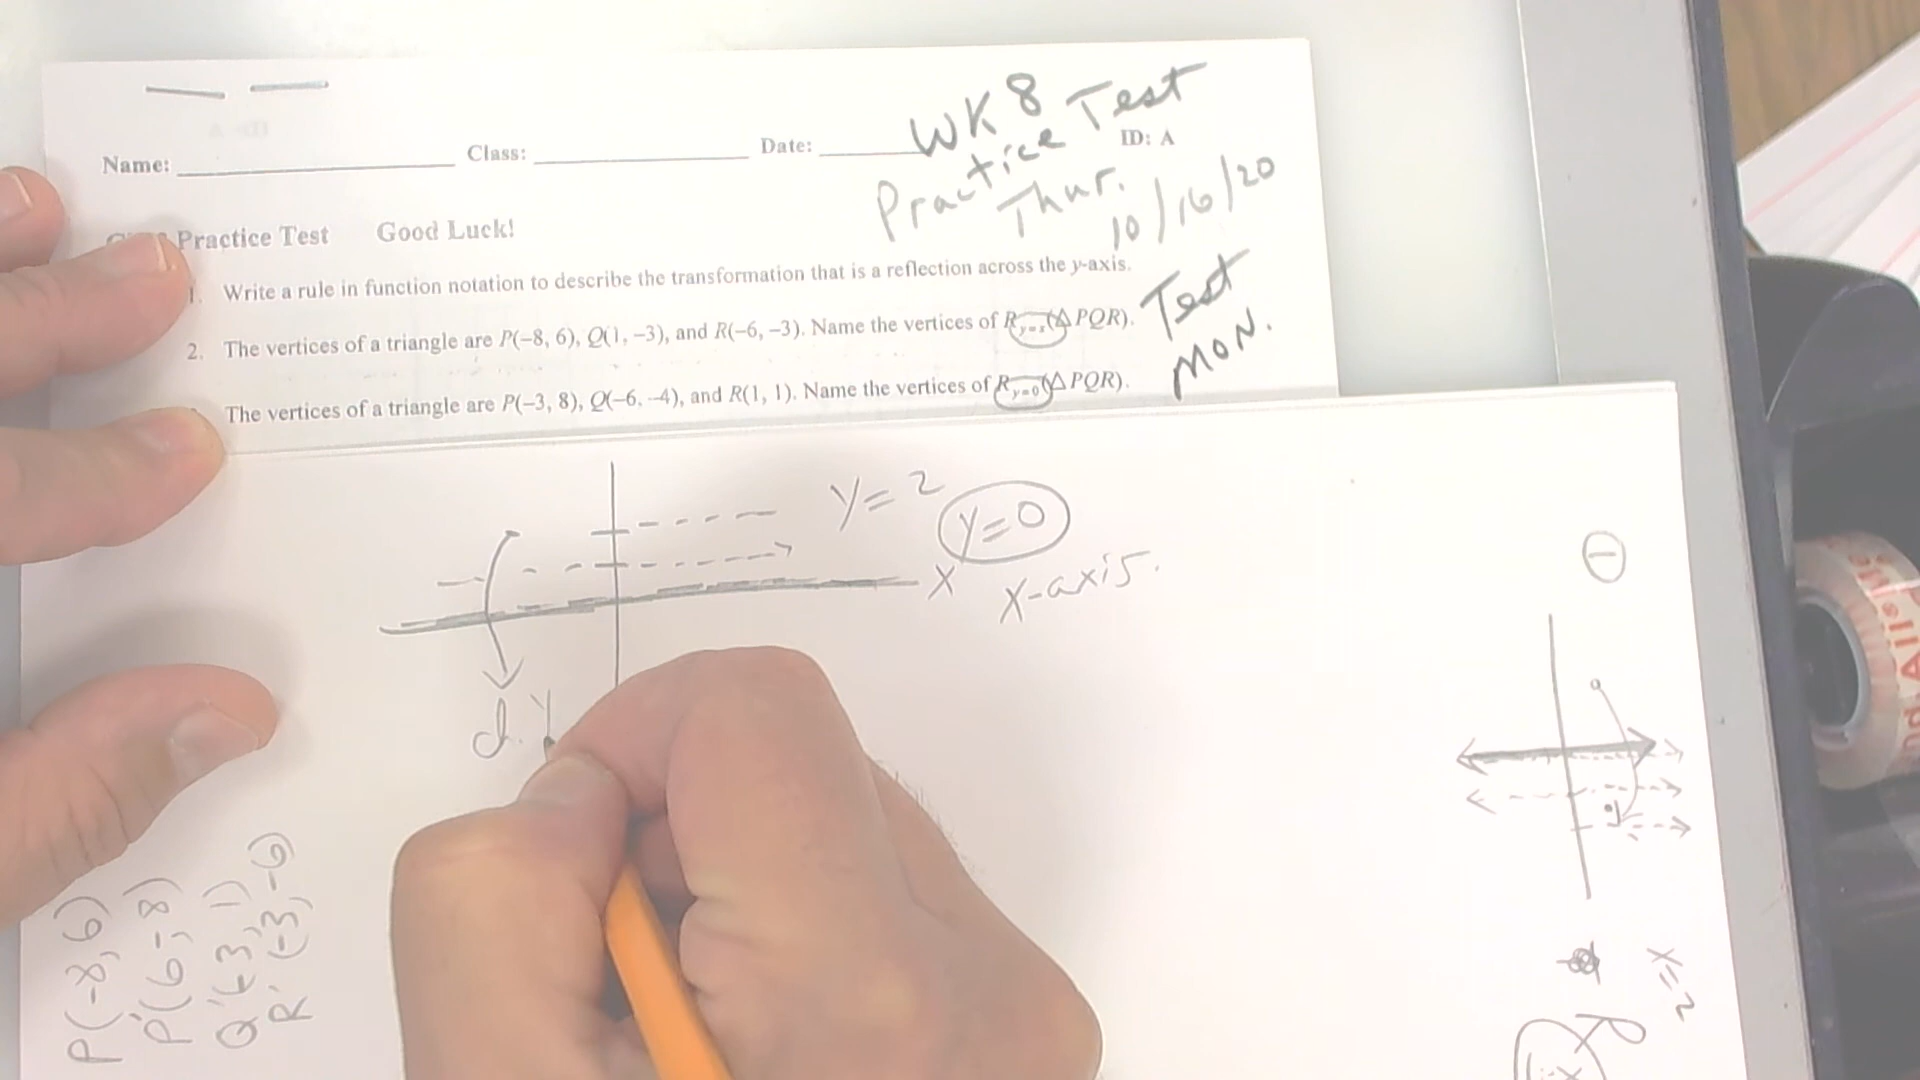 WK 8
Practice Test
Thur.
10/16/20
Name: Class: Date: ID: A
Practice Test Good Luck!
1. Write a rule in function notation to describe the transformation that is a reflection across the y-axis.
2. The vertices of a triangle are P(−8, 6), Q(1, −3), and R(−6, −3). Name the vertices of R y=x (△PQR).
The vertices of a triangle are P(−3, 8), Q(−6, −4), and R(1, 1). Name the vertices of R y=0 (△PQR).
Test
MON.
y=2
y=0
X
X-axis.
P(-8,6)
P'(6,-8)
Q'(-3,1)
R'(-3,-6)
x=2
R